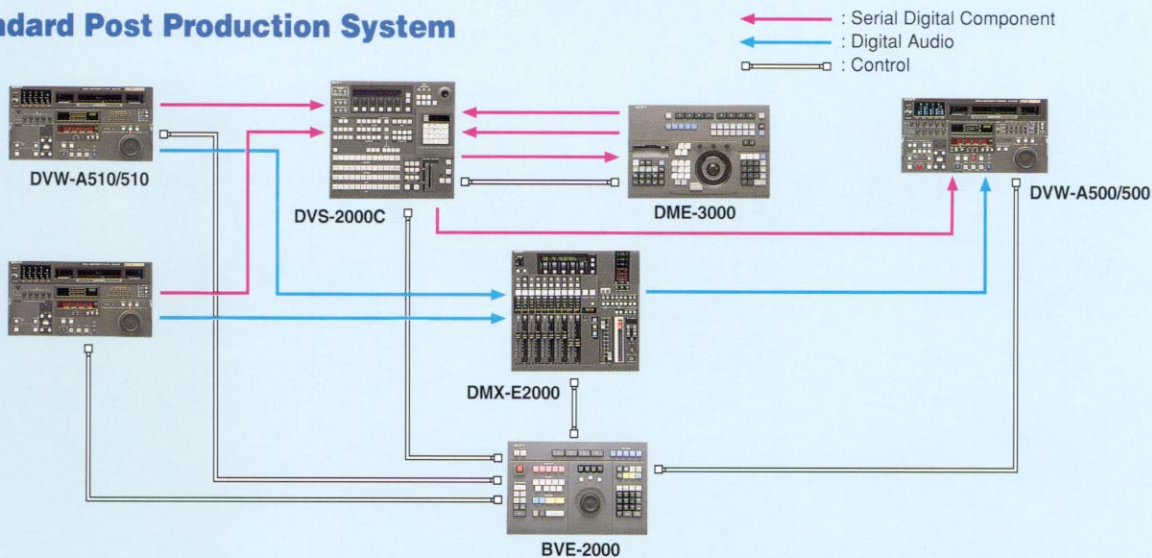 ndard Post Production System
: Serial Digital Component
: Digital Audio
: Control
DVW-A510/510
DVS-2000C
DME-3000
DVW-A500/500
DMX-E2000
BVE-2000